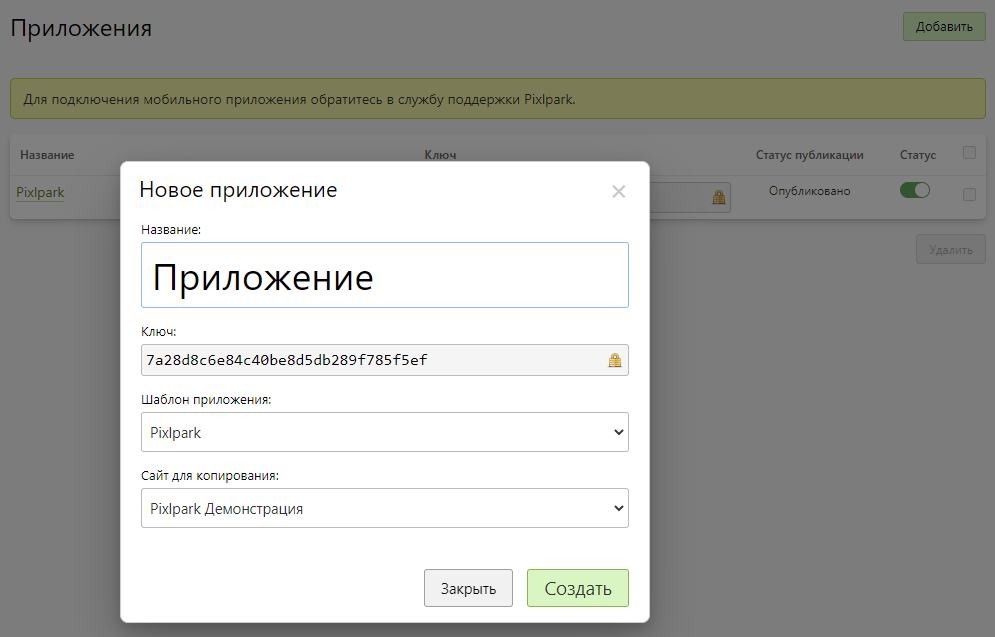 Приложения
Добавить
Для подключения мобильного приложения обратитесь в службу поддержки Pixlpark.
Название Ключ Статус публикации Статус
Pixlpark Опубликовано
Удалить
Новое приложение
Название:
Приложение
Ключ:
7a28d8c6e84c40be8d5db289f785f5ef
Шаблон приложения:
Pixlpark
Сайт для копирования:
Pixlpark Демонстрация
Закрыть Создать